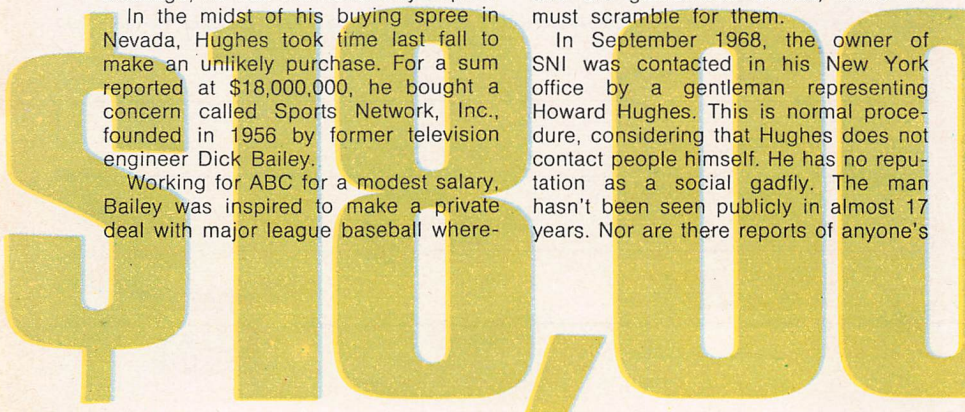 In the midst of his buying spree in
Nevada, Hughes took time last fall to
make an unlikely purchase. For a sum
reported at $18,000,000, he bought a
concern called Sports Network, Inc.,
founded in 1956 by former television
engineer Dick Bailey.
Working for ABC for a modest salary,
Bailey was inspired to make a private
deal with major league baseball where-
must scramble for them.
In September 1968, the owner of
SNI was contacted in his New York
office by a gentleman representing
Howard Hughes. This is normal proce-
dure, considering that Hughes does not
contact people himself. He has no repu-
tation as a social gadfly. The man
hasn't been seen publicly in almost 17
years. Nor are there reports of anyone's
$18,00